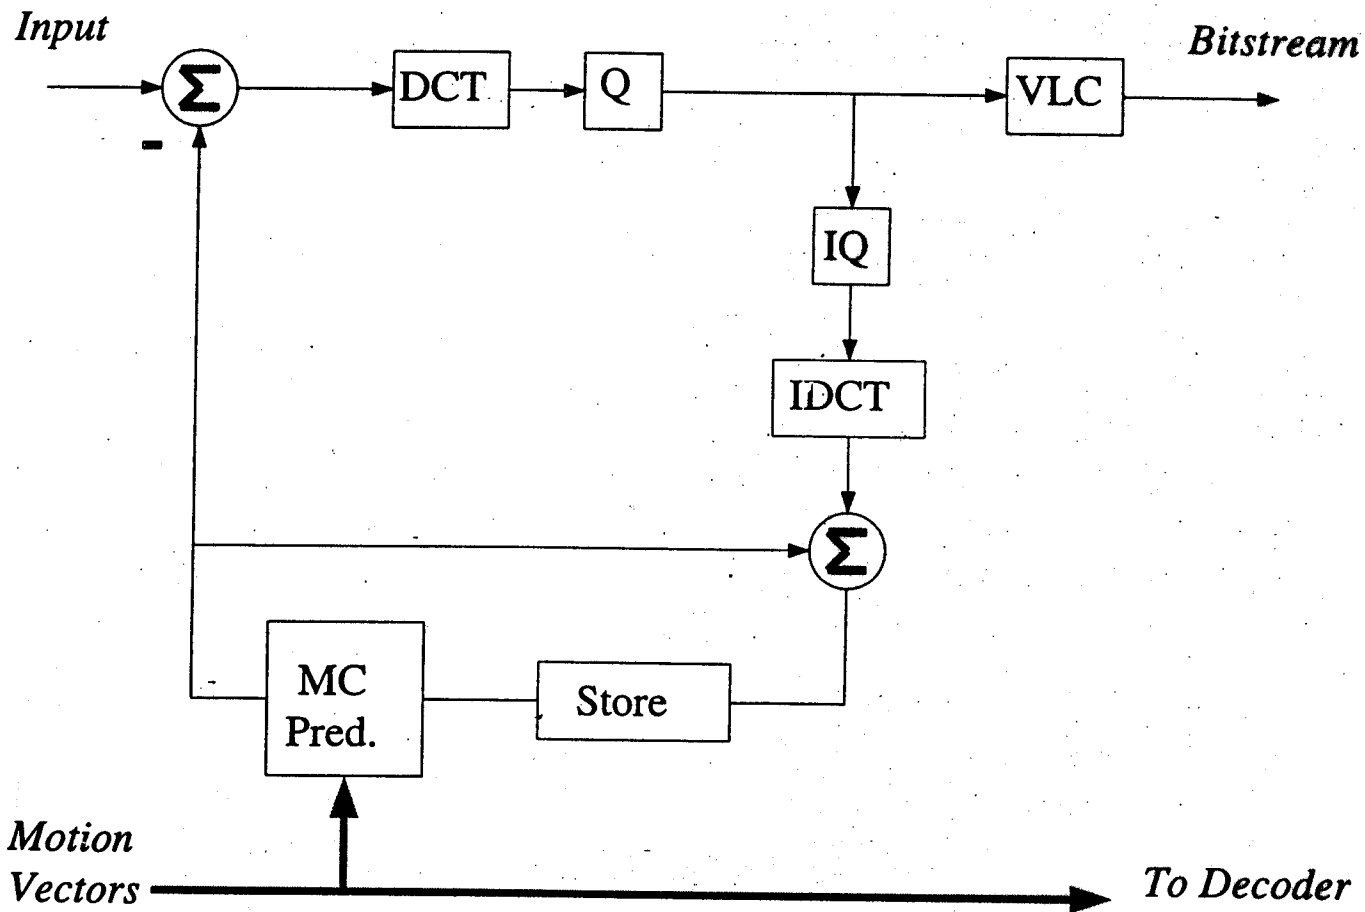 Input
Bitstream
Σ
DCT
Q
VLC
-
IQ
IDCT
Σ
MC
Pred.
Store
Motion
Vectors
To Decoder